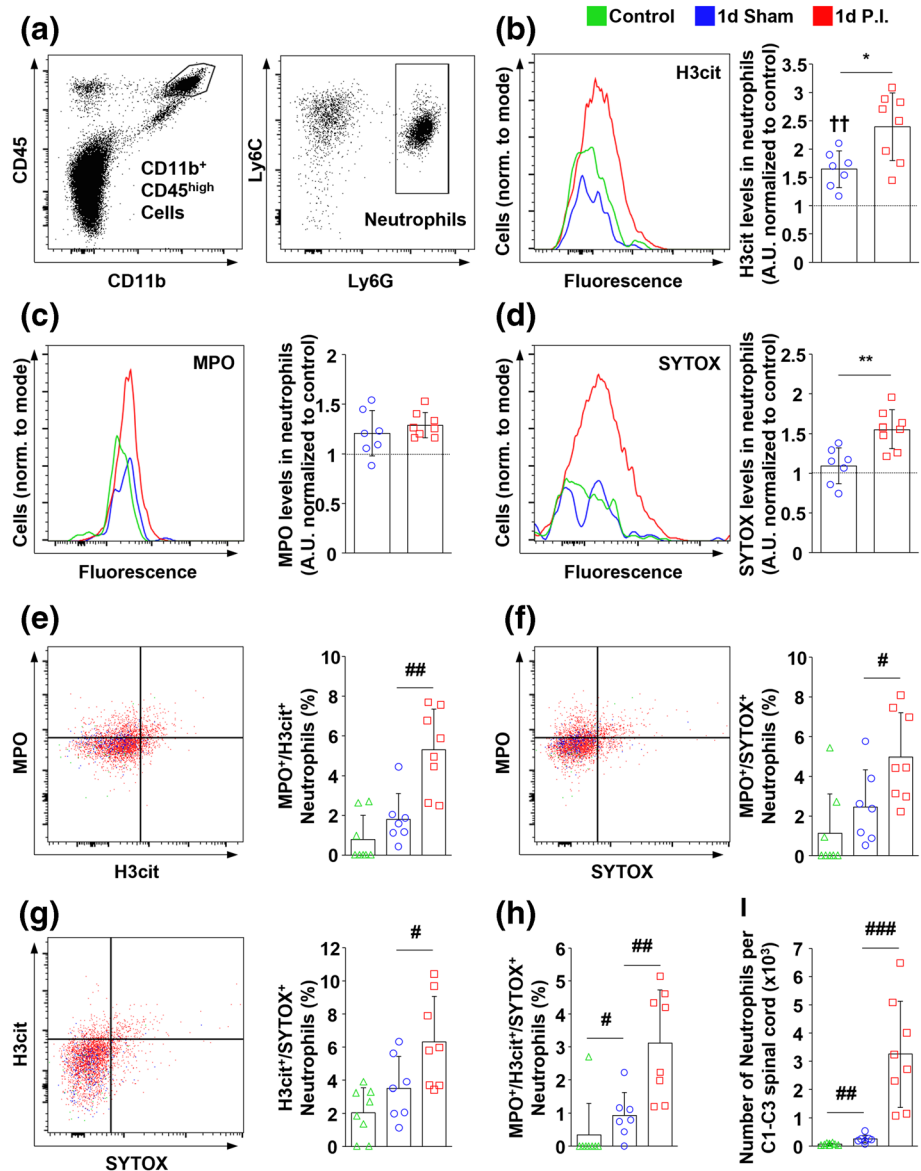 Control 1d Sham 1d P.I.
(a)
CD45
CD11b⁺
CD45ʰⁱᵍʰ
Cells
CD11b
Ly6C
Neutrophils
Ly6G
(b)
Cells (norm. to mode)
H3cit
Fluorescence
H3cit levels in neutrophils
(A.U. normalized to control)
3.5
3
2.5
2
1.5
1
0.5
0
††
*
(c)
Cells (norm. to mode)
MPO
Fluorescence
MPO levels in neutrophils
(A.U. normalized to control)
2
1.5
1
0.5
0
(d)
Cells (norm. to mode)
SYTOX
Fluorescence
SYTOX levels in neutrophils
(A.U. normalized to control)
2.5
2
1.5
1
0.5
0
**
(e)
MPO
H3cit
MPO⁺/H3cit⁺
Neutrophils (%)
10
8
6
4
2
0
##
(f)
MPO
SYTOX
MPO⁺/SYTOX⁺
Neutrophils (%)
10
8
6
4
2
0
#
(g)
H3cit
SYTOX
H3cit⁺/SYTOX⁺
Neutrophils (%)
12
10
8
6
4
2
0
#
(h)
MPO⁺/H3cit⁺/SYTOX⁺
Neutrophils (%)
6
5
4
3
2
1
0
#
##
I
Number of Neutrophils per
C1-C3 spinal cord (x10³)
7
6
5
4
3
2
1
0
##
###